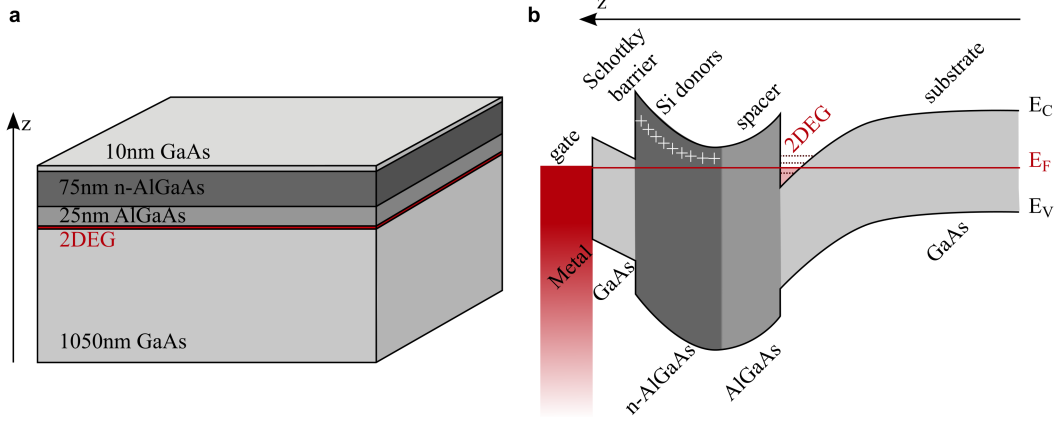 a
z
10nm GaAs
75nm n-AlGaAs
25nm AlGaAs
2DEG
1050nm GaAs
b
z
Schottky
barrier
Si donors
spacer
2DEG
substrate
gate
E_C
E_F
E_V
Metal
GaAs
n-AlGaAs
AlGaAs
GaAs